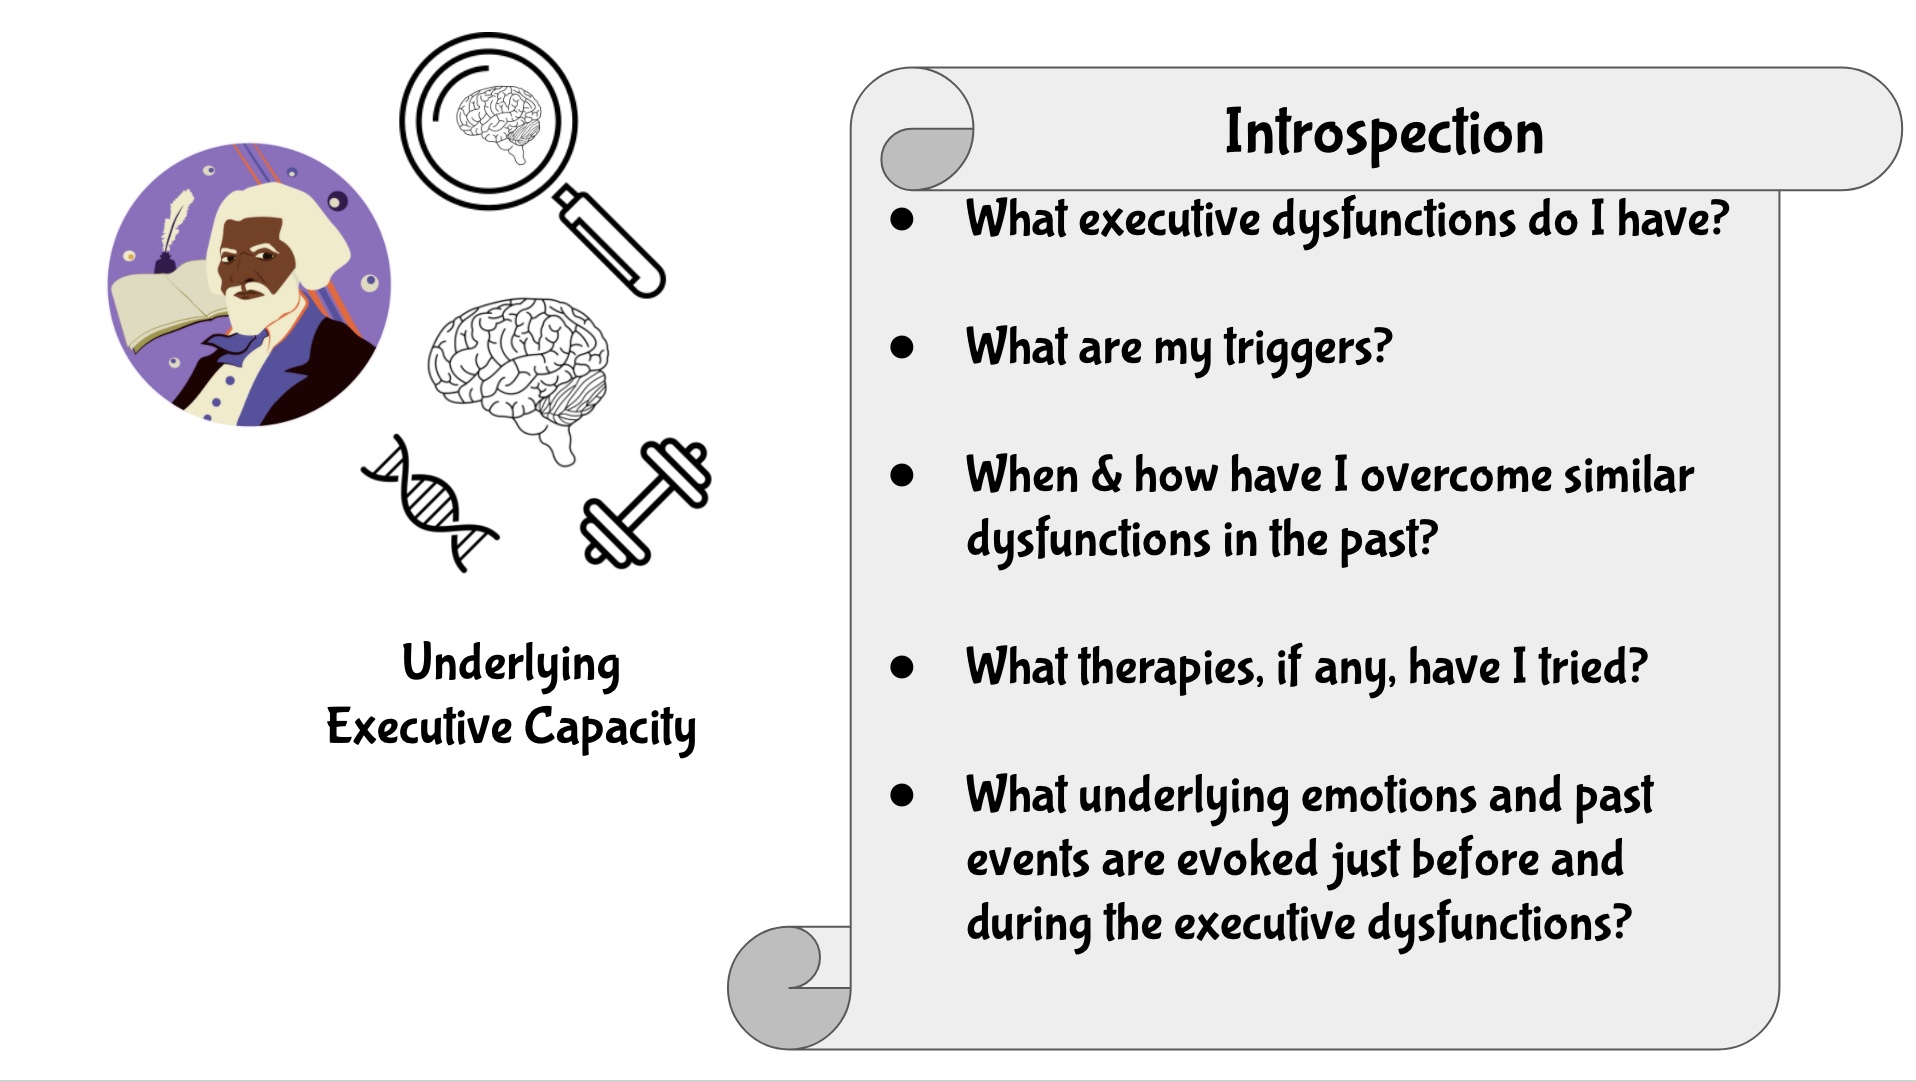 Introspection
● What executive dysfunctions do I have?
● What are my triggers?
● When & how have I overcome similar
dysfunctions in the past?
● What therapies, if any, have I tried?
● What underlying emotions and past
events are evoked just before and
during the executive dysfunctions?
Underlying
Executive Capacity